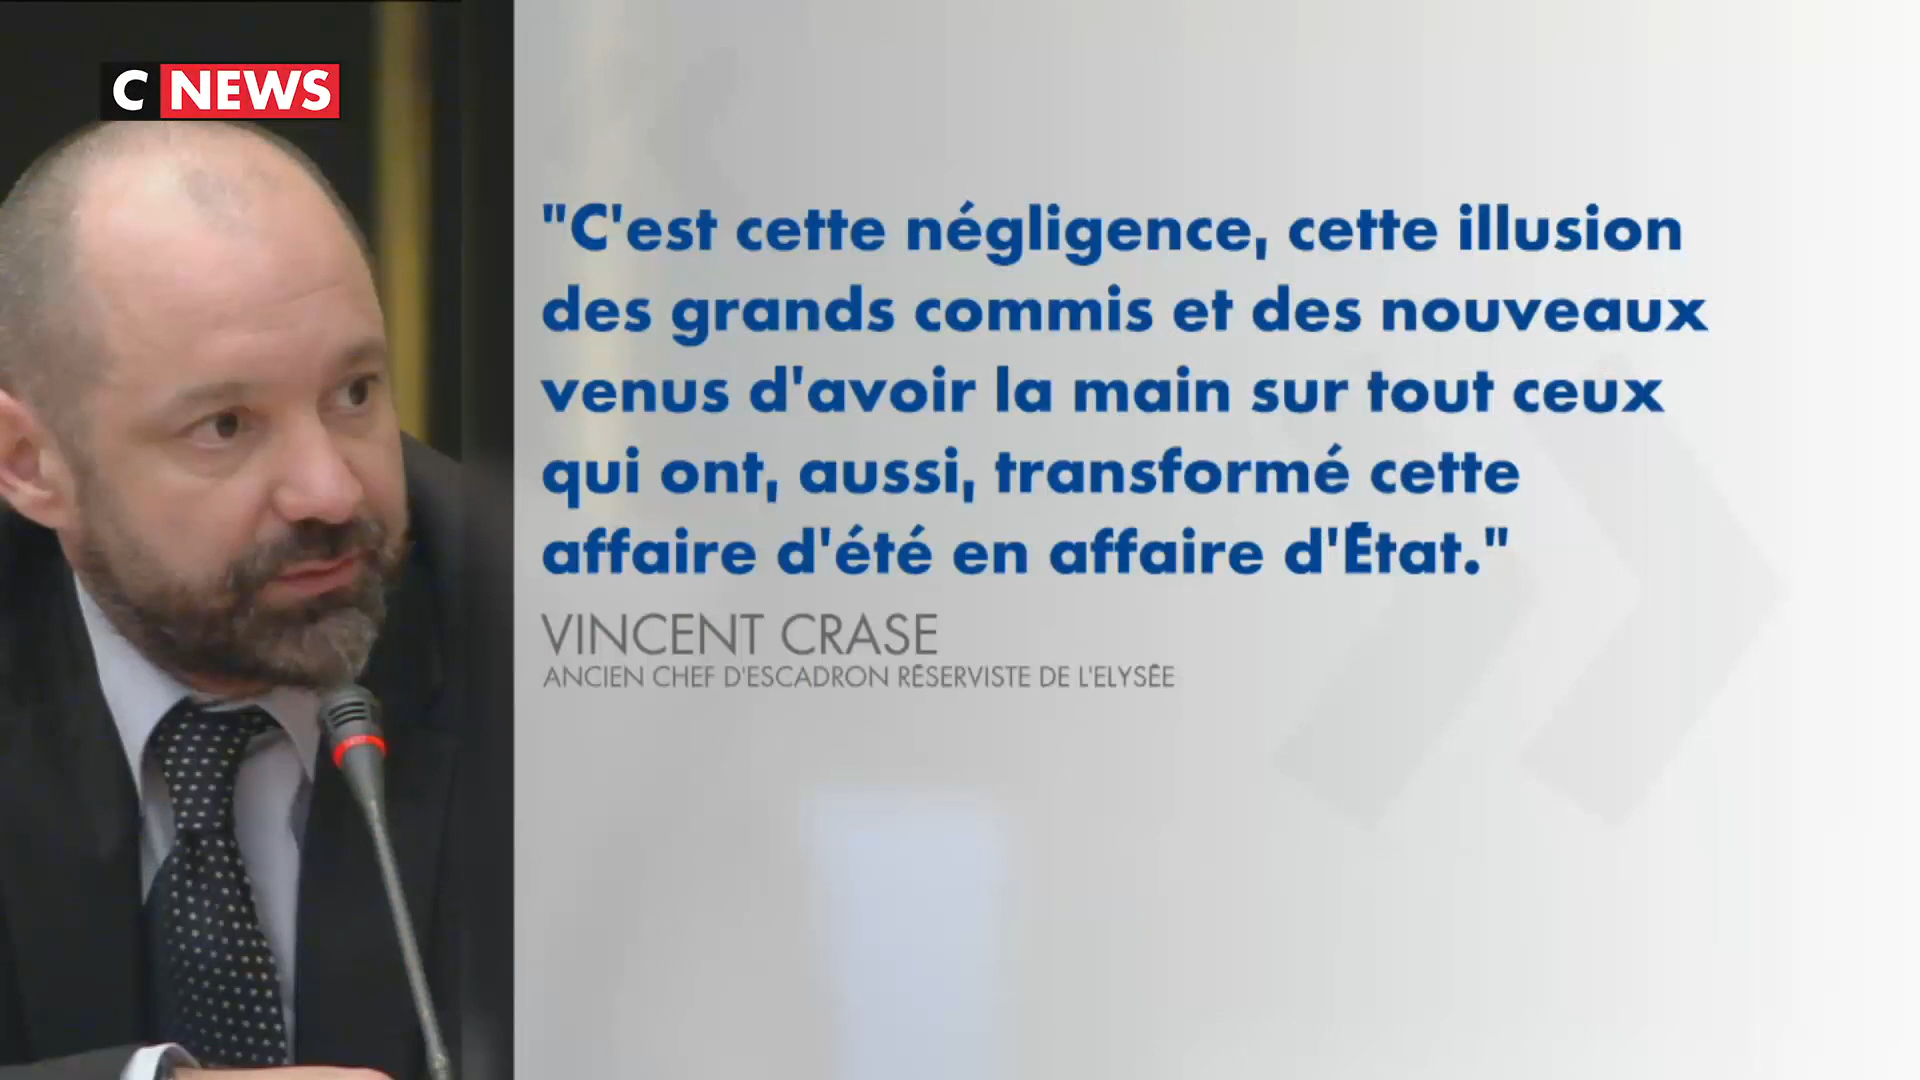 C NEWS
"C'est cette négligence, cette illusion
des grands commis et des nouveaux
venus d'avoir la main sur tout ceux
qui ont, aussi, transformé cette
affaire d'été en affaire d'État."
VINCENT CRASE
ANCIEN CHEF D'ESCADRON RÉSERVISTE DE L'ELYSÉE